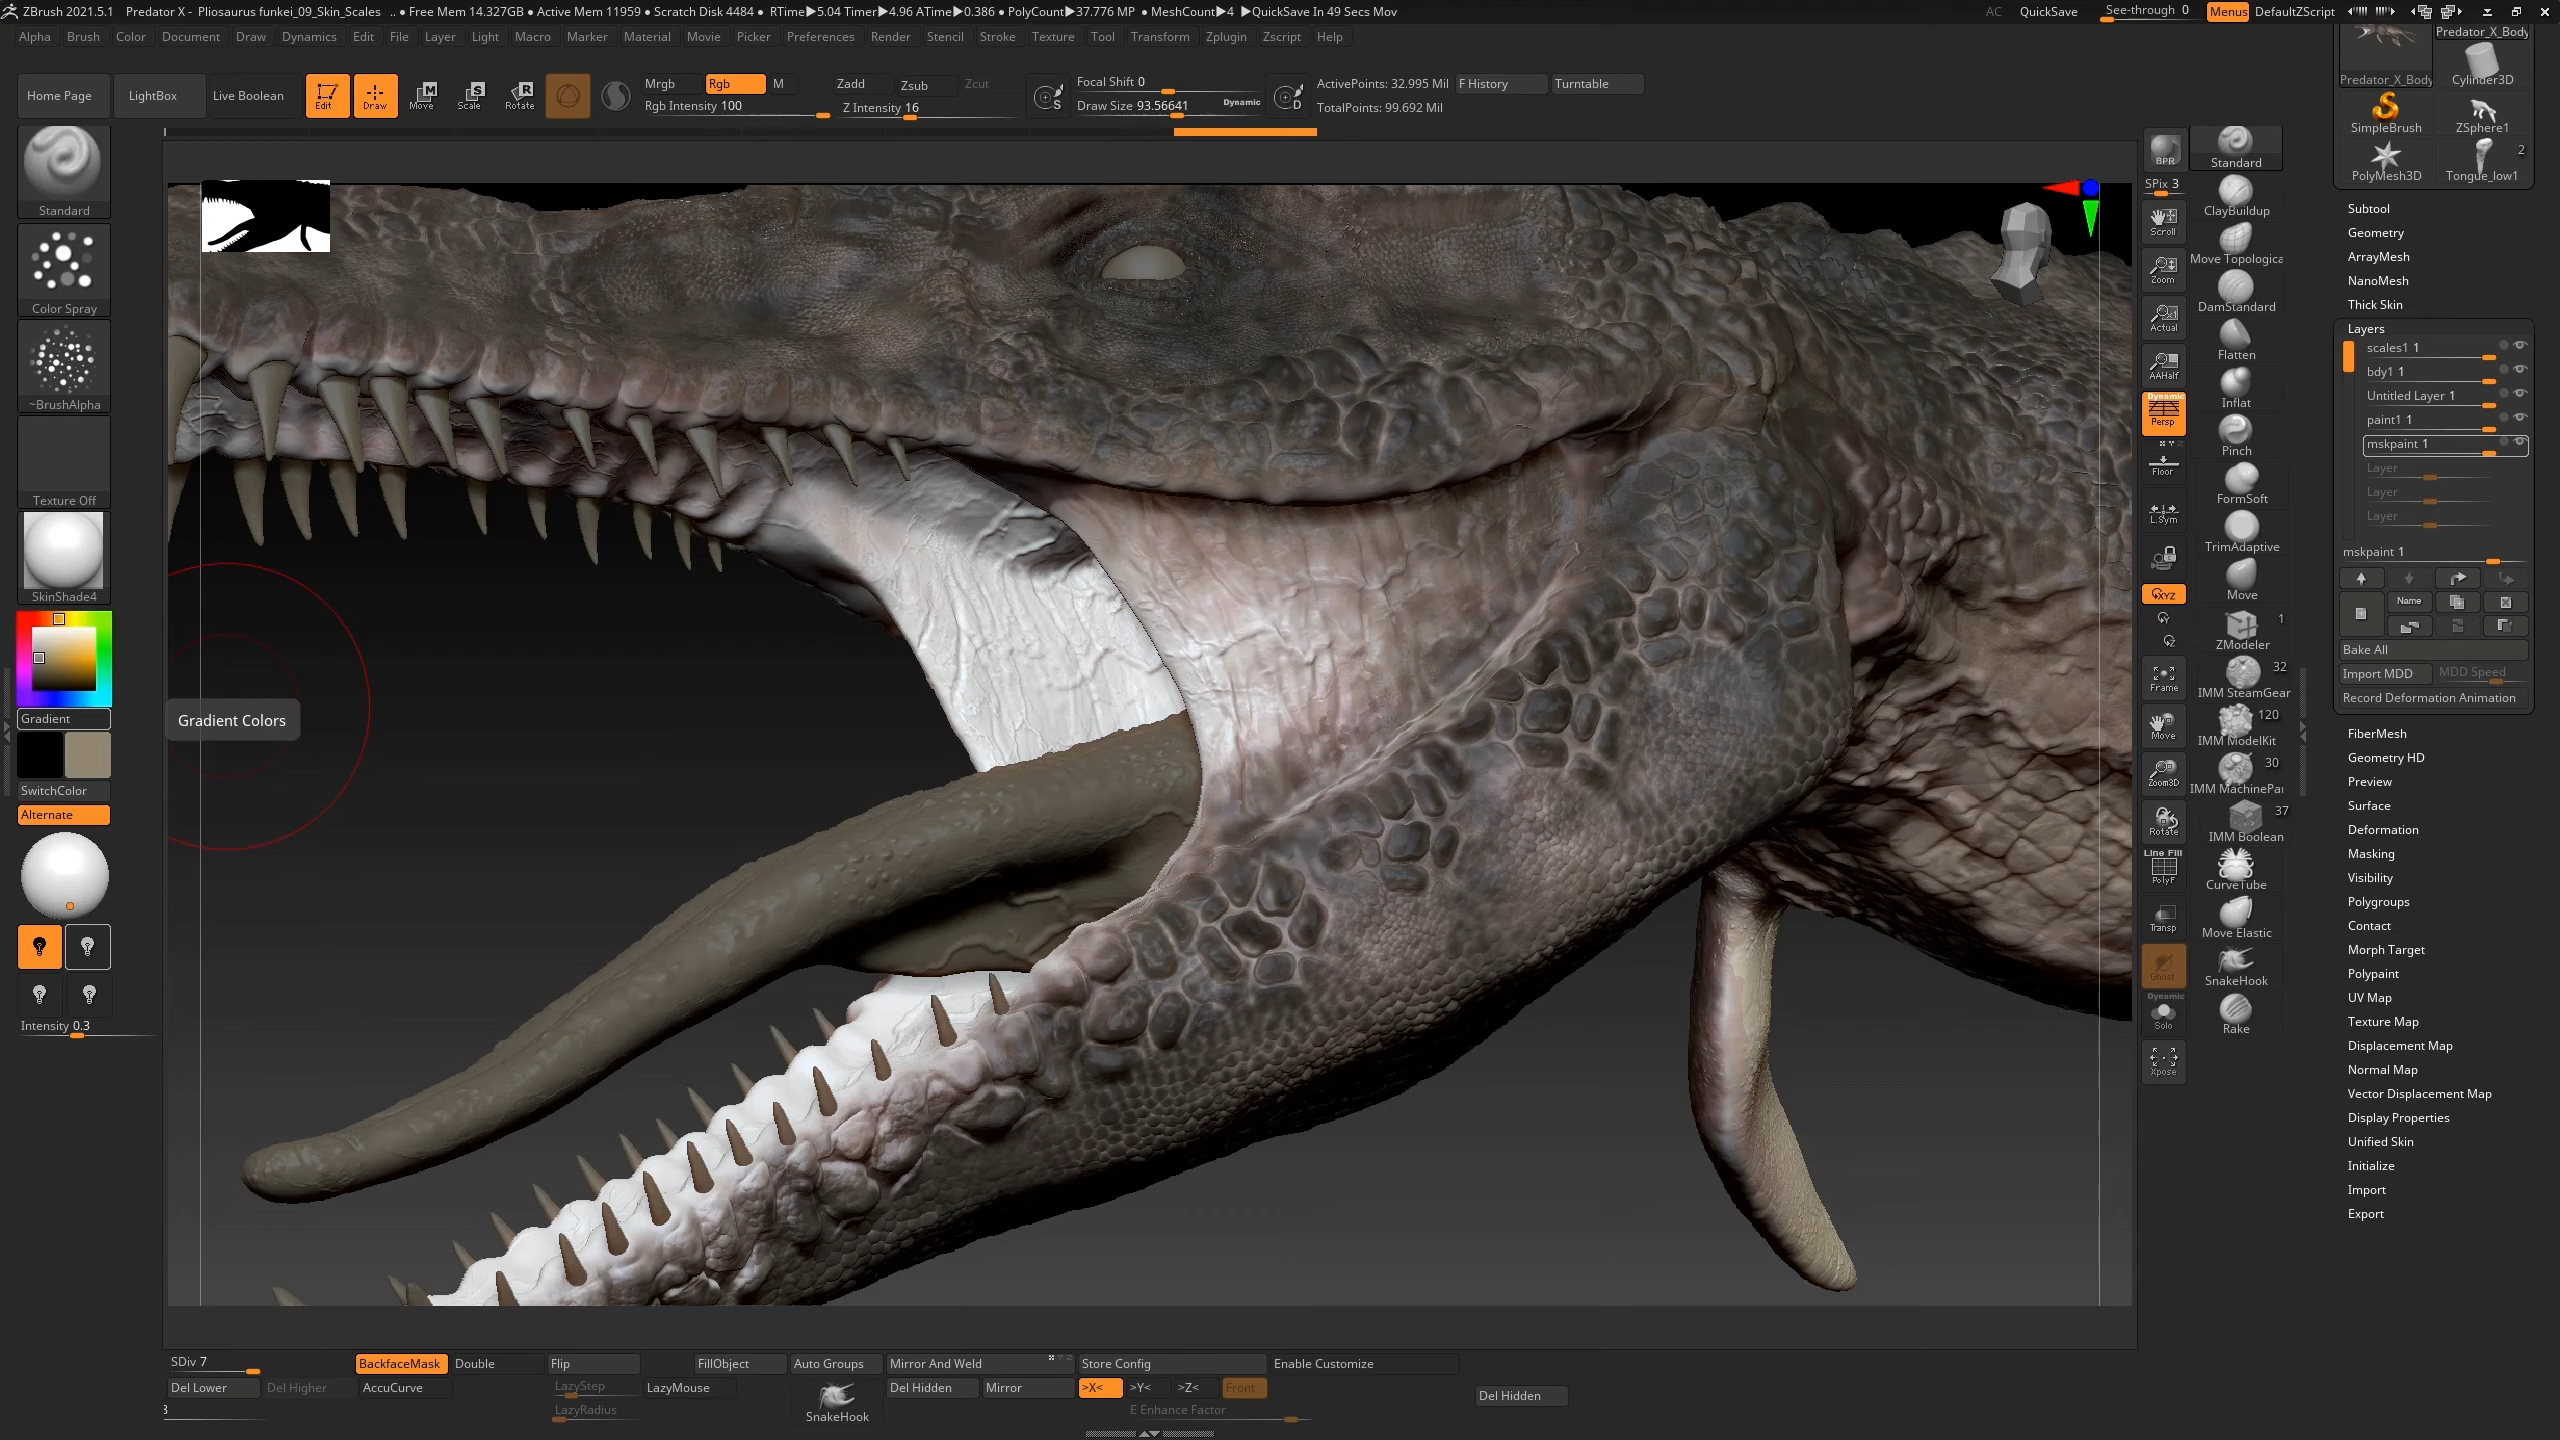 ZBrush 2021.5.1 Predator X - Pliosaurus funkei_09_Skin_Scales .. ● Free Mem 14.327GB ● Active Mem 11959 ● Scratch Disk 4484 ● RTime▶5.04 Timer▶4.96 ATime▶0.386 ● PolyCount▶37.776 MP ● MeshCount▶4 ▶QuickSave In 49 Secs Mov AC QuickSave See-through 0 Menus DefaultZScript
Alpha Brush Color Document Draw Dynamics Edit File Layer Light Macro Marker Material Movie Picker Preferences Render Stencil Stroke Texture Tool Transform Zplugin Zscript Help
Home Page LightBox Live Boolean Edit Draw Move Scale Rotate
Mrgb Rgb M Zadd Zsub Zcut Focal Shift 0 ActivePoints: 32.995 Mil F History Turntable
Rgb Intensity 100 Z Intensity 16 Draw Size 93.56641 Dynamic TotalPoints: 99.692 Mil
S D
Standard
Color Spray
~BrushAlpha
Texture Off
SkinShade4
Gradient
Gradient Colors
SwitchColor
Alternate
Intensity 0.3
BPR
SPix 3
Scroll
Zoom
Actual
AAHalf
Dynamic
Persp
Floor
L.Sym
XYZ
Y
Z
Frame
Move
Zoom3D
Rotate
Line Fill
PolyF
Transp
Ghost
Dynamic
Solo
Xpose
Standard
ClayBuildup
Move Topologica
DamStandard
Flatten
Inflat
Pinch
FormSoft
TrimAdaptive
Move
1
ZModeler
32
IMM SteamGear
120
IMM ModelKit
30
IMM MachinePar
37
IMM Boolean
CurveTube
Move Elastic
SnakeHook
Rake
Predator_X_Body
Predator_X_Body Cylinder3D
SimpleBrush ZSphere1
2
PolyMesh3D Tongue_low1
Subtool
Geometry
ArrayMesh
NanoMesh
Thick Skin
Layers
scales1 1
bdy1 1
Untitled Layer 1
paint1 1
mskpaint 1
Layer
Layer
Layer
mskpaint 1
Name
Bake All
Import MDD MDD Speed
Record Deformation Animation
FiberMesh
Geometry HD
Preview
Surface
Deformation
Masking
Visibility
Polygroups
Contact
Morph Target
Polypaint
UV Map
Texture Map
Displacement Map
Normal Map
Vector Displacement Map
Display Properties
Unified Skin
Initialize
Import
Export
SDiv 7 BackfaceMask Double Flip FillObject Auto Groups Mirror And Weld Store Config Enable Customize
Del Lower Del Higher AccuCurve LazyStep LazyMouse Del Hidden Mirror >X< >Y< >Z< Front Del Hidden
LazyRadius SnakeHook E Enhance Factor